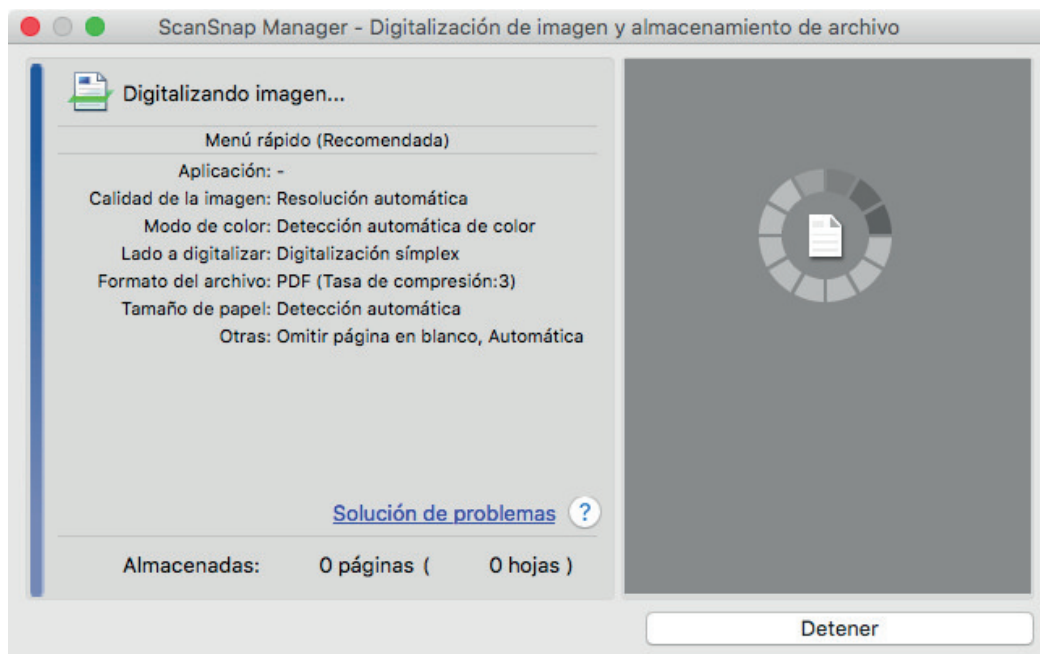 ScanSnap Manager - Digitalización de imagen y almacenamiento de archivo
Digitalizando imagen...
Menú rápido (Recomendada)
Aplicación: -
Calidad de la imagen: Resolución automática
Modo de color: Detección automática de color
Lado a digitalizar: Digitalización símplex
Formato del archivo: PDF (Tasa de compresión:3)
Tamaño de papel: Detección automática
Otras: Omitir página en blanco, Automática
Solución de problemas ?
Almacenadas: 0 páginas ( 0 hojas )
Detener